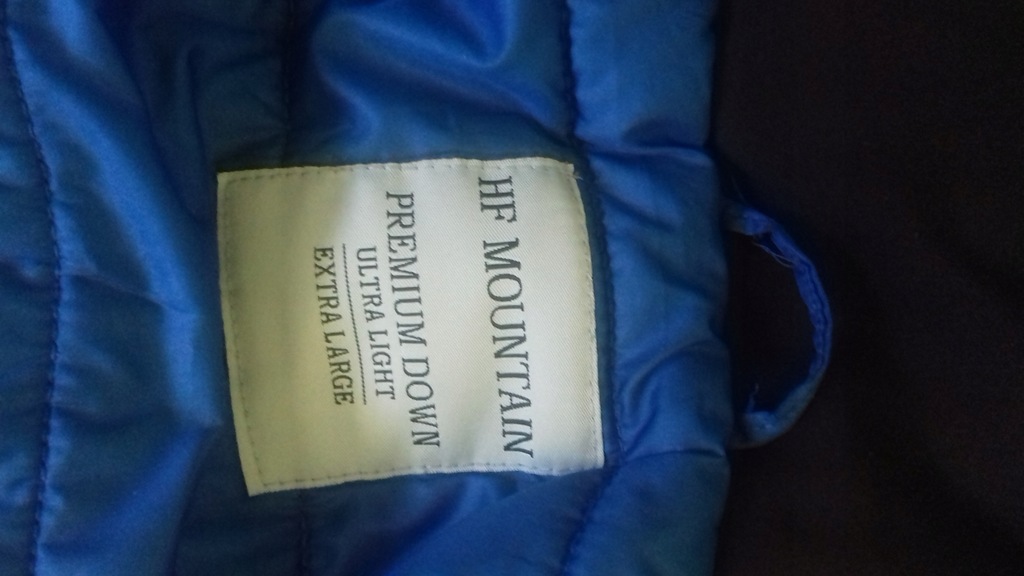 HF MOUNTAIN
PREMIUM DOWN
ULTRA LIGHT
EXTRA LARGE